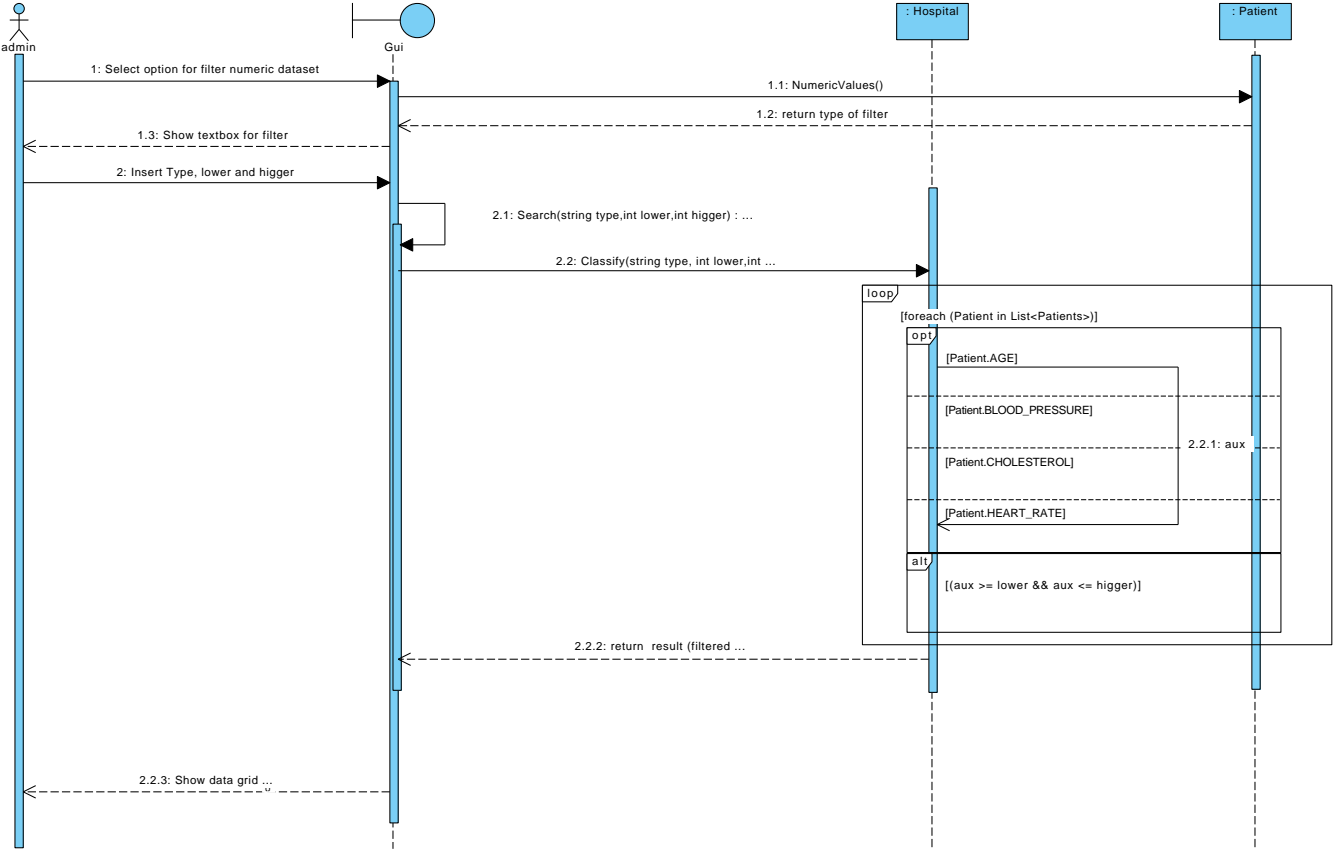 : Hospital
: Patient
admin
Gui
1: Select option for filter numeric dataset
1.1: NumericValues()
1.2: return type of filter
1.3: Show textbox for filter
2: Insert Type, lower and higger
2.1: Search(string type,int lower,int higger) : ...
2.2: Classify(string type, int lower,int ...
loop
[foreach (Patient in List<Patients>)]
opt
[Patient.AGE]
[Patient.BLOOD_PRESSURE]
2.2.1: aux
[Patient.CHOLESTEROL]
[Patient.HEART_RATE]
alt
[(aux >= lower && aux <= higger)]
2.2.2: return result (filtered ...
2.2.3: Show data grid ...